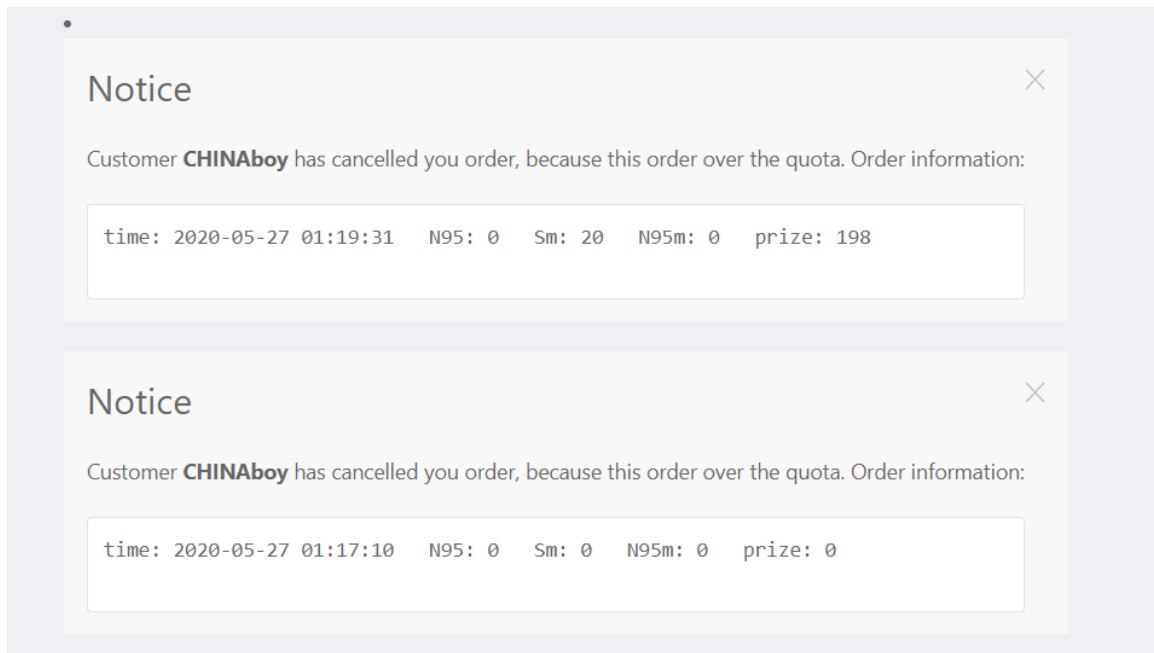 Notice
Customer CHINAboy has cancelled you order, because this order over the quota. Order information:
time: 2020-05-27 01:19:31   N95: 0   Sm: 20   N95m: 0   prize: 198
Notice
Customer CHINAboy has cancelled you order, because this order over the quota. Order information:
time: 2020-05-27 01:17:10   N95: 0   Sm: 0   N95m: 0   prize: 0